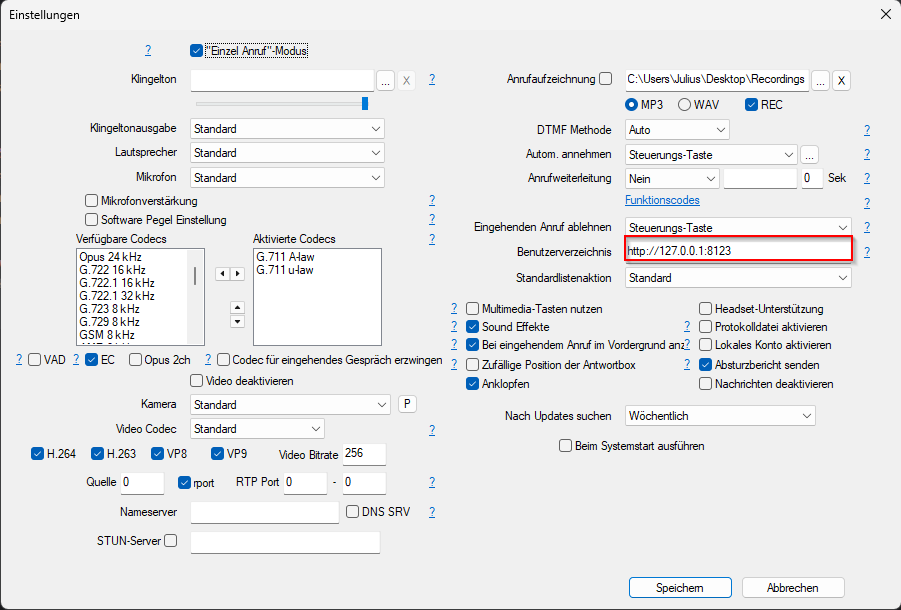 Einstellungen
? "Einzel Anruf"-Modus
Klingelton ... X ?
Klingeltonausgabe Standard
Lautsprecher Standard
Mikrofon Standard
Mikrofonverstärkung ?
Software Pegel Einstellung ?
Verfügbare Codecs Aktivierte Codecs ?
Opus 24 kHz
G.722 16 kHz
G.722.1 16 kHz
G.722.1 32 kHz
G.723 8 kHz
G.729 8 kHz
GSM 8 kHz
G.711 A-law
G.711 u-law
? VAD ? EC Opus 2ch ? Codec für eingehendes Gespräch erzwingen
Video deaktivieren
Kamera Standard P
Video Codec Standard ?
H.264 H.263 VP8 VP9 Video Bitrate 256
Quelle 0 rport RTP Port 0 - 0 ?
Nameserver DNS SRV ?
STUN-Server
Anrufaufzeichnung C:\Users\Julius\Desktop\Recordings ... X
MP3 WAV REC
DTMF Methode Auto ?
Autom. annehmen Steuerungs-Taste ... ?
Anrufweiterleitung Nein 0 Sek ?
Funktionscodes ?
Eingehenden Anruf ablehnen Steuerungs-Taste ?
Benutzerverzeichnis http://127.0.0.1:8123 ?
Standardlistenaktion Standard
? Multimedia-Tasten nutzen Headset-Unterstützung
? Sound Effekte ? Protokolldatei aktivieren
? Bei eingehendem Anruf im Vordergrund anz ? Lokales Konto aktivieren
? Zufällige Position der Antwortbox ? Absturzbericht senden
Anklopfen Nachrichten deaktivieren
Nach Updates suchen Wöchentlich
Beim Systemstart ausführen
Speichern Abbrechen